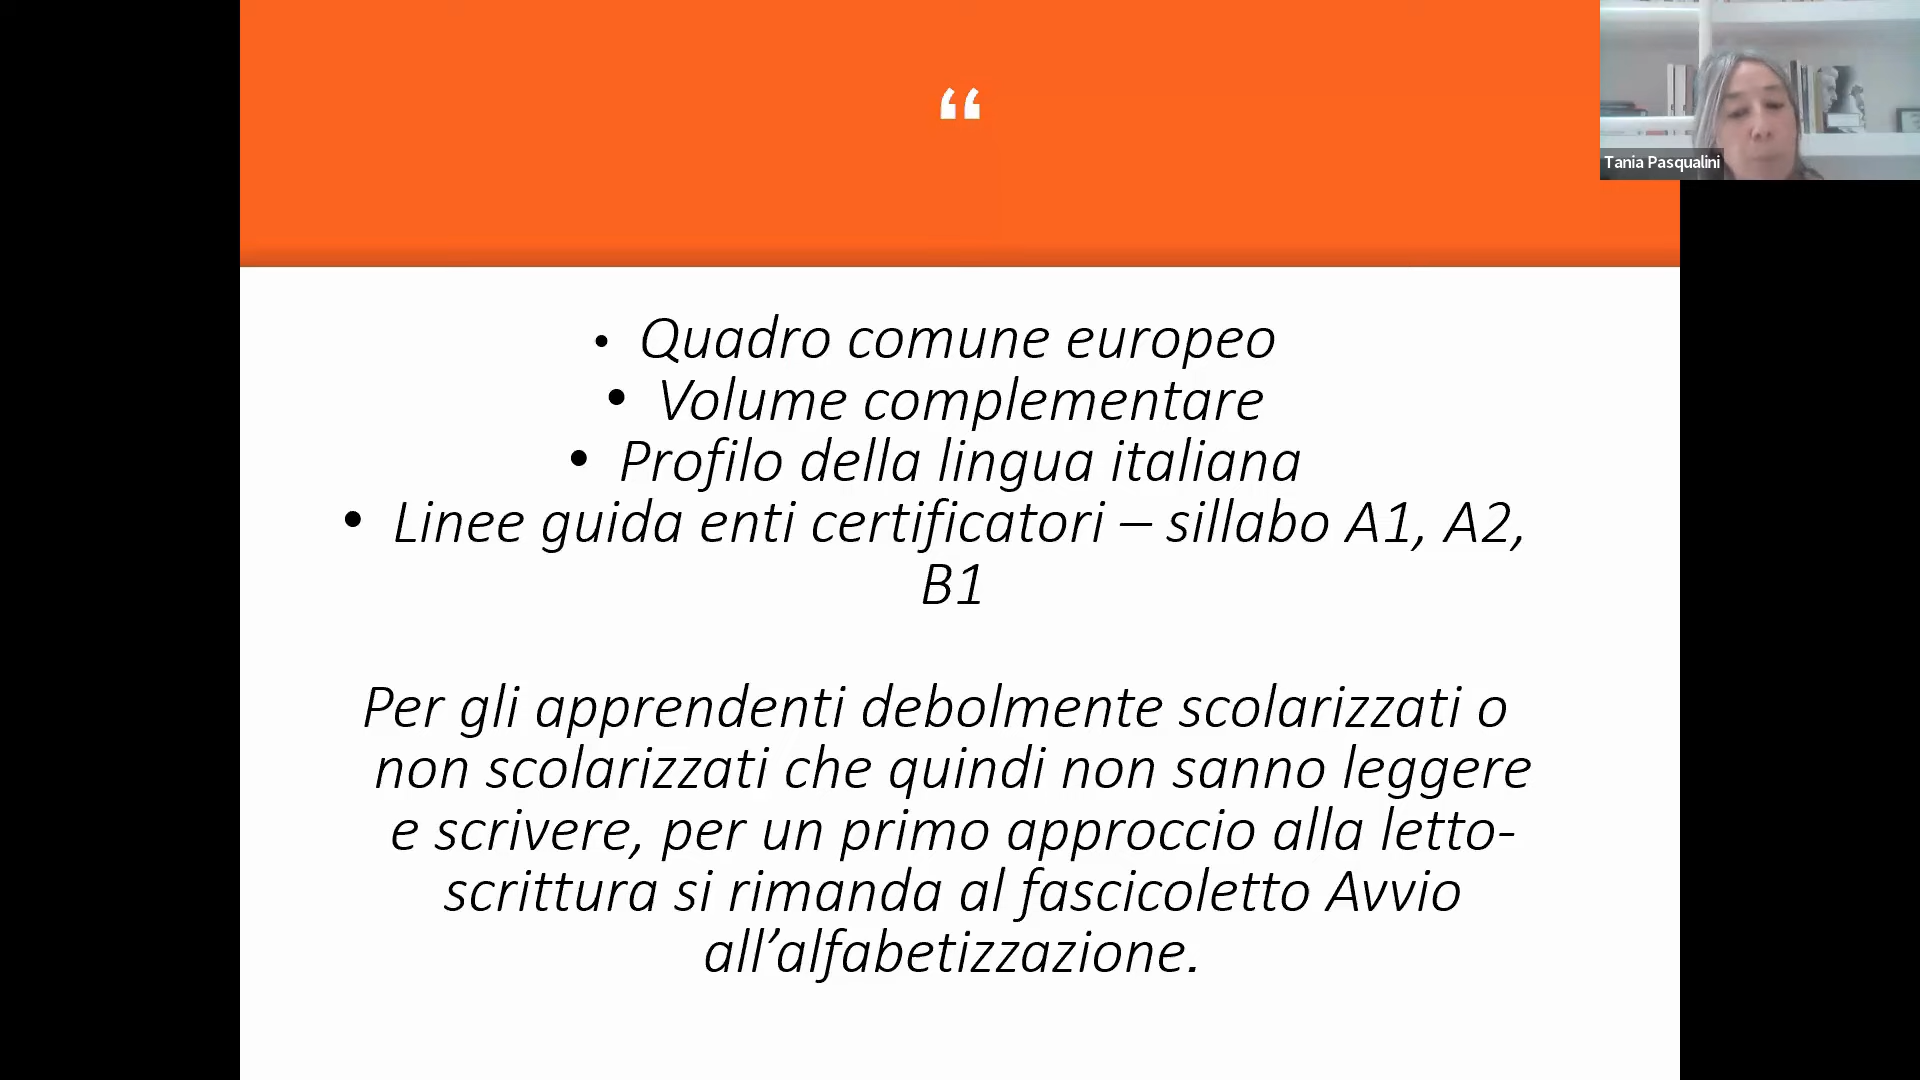 “
Tania Pasqualini
• Quadro comune europeo
• Volume complementare
• Profilo della lingua italiana
• Linee guida enti certificatori – sillabo A1, A2,
B1
Per gli apprendenti debolmente scolarizzati o
non scolarizzati che quindi non sanno leggere
e scrivere, per un primo approccio alla letto-
scrittura si rimanda al fascicoletto Avvio
all’alfabetizzazione.